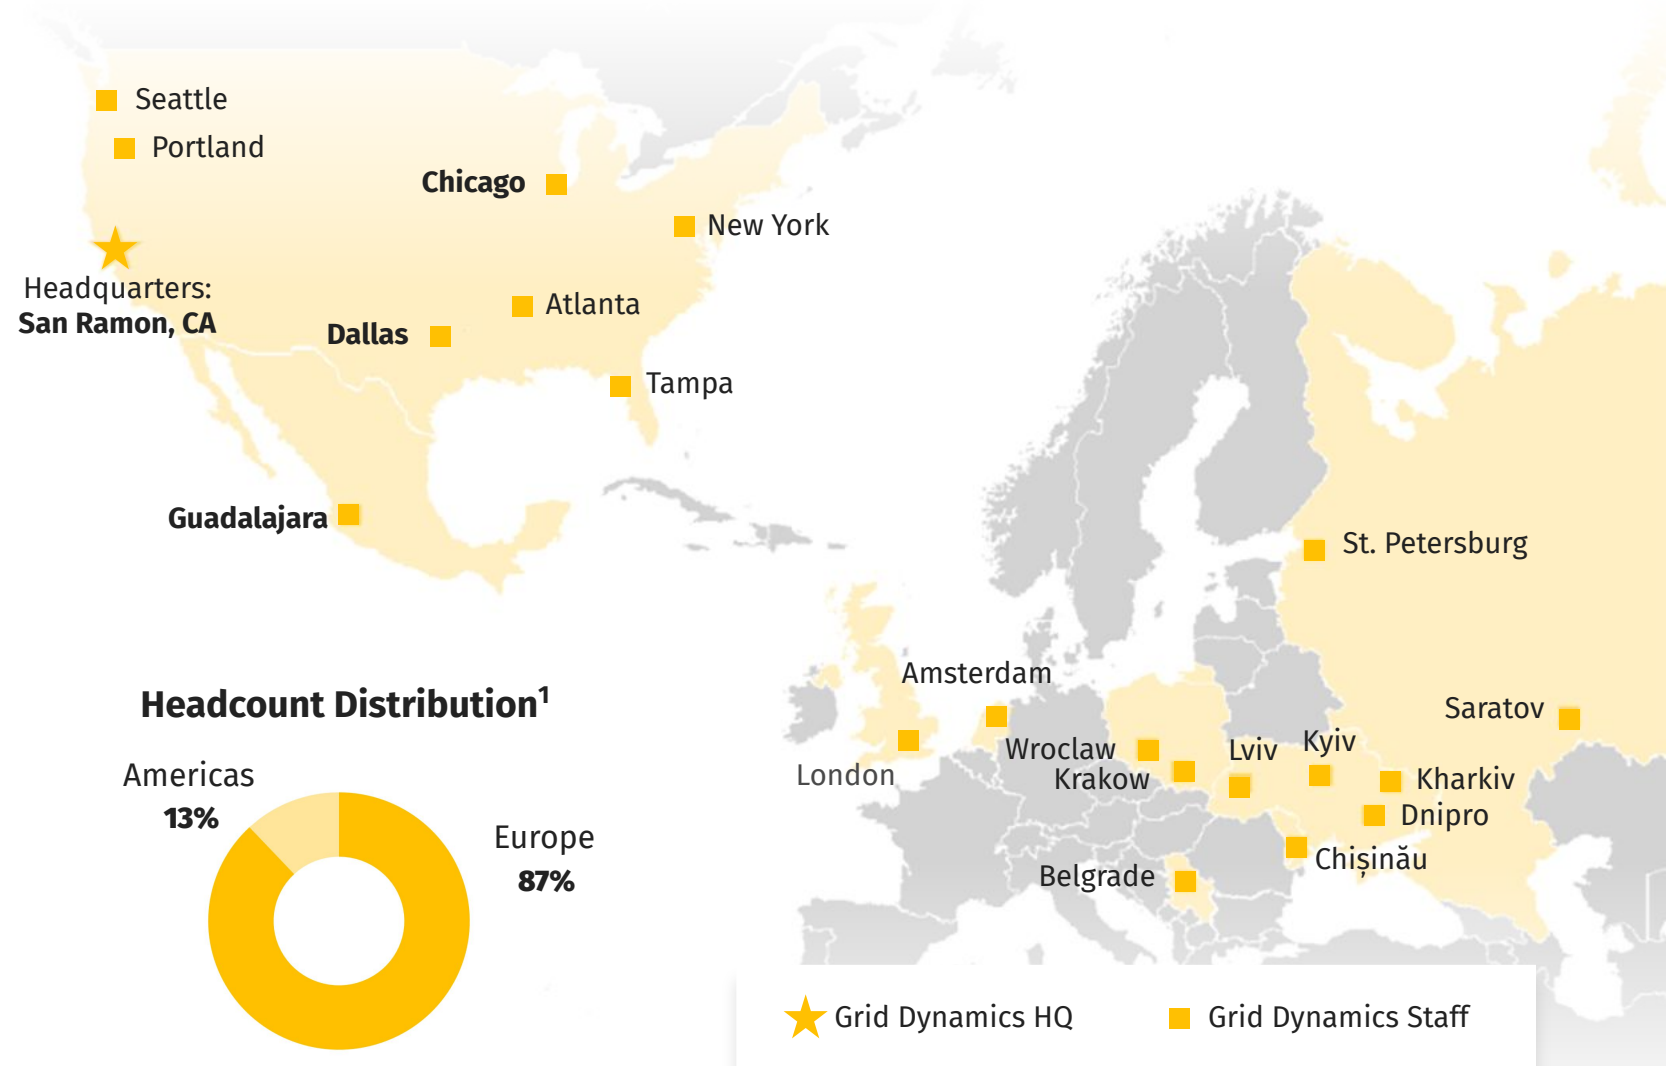 Seattle
Portland
Chicago
New York
Headquarters:
San Ramon, CA
Atlanta
Dallas
Tampa
Guadalajara
St. Petersburg
Amsterdam
Saratov
London
Wroclaw
Krakow
Lviv
Kyiv
Kharkiv
Dnipro
Chișinău
Belgrade
Headcount Distribution¹
Americas
13%
Europe
87%
Grid Dynamics HQ
Grid Dynamics Staff